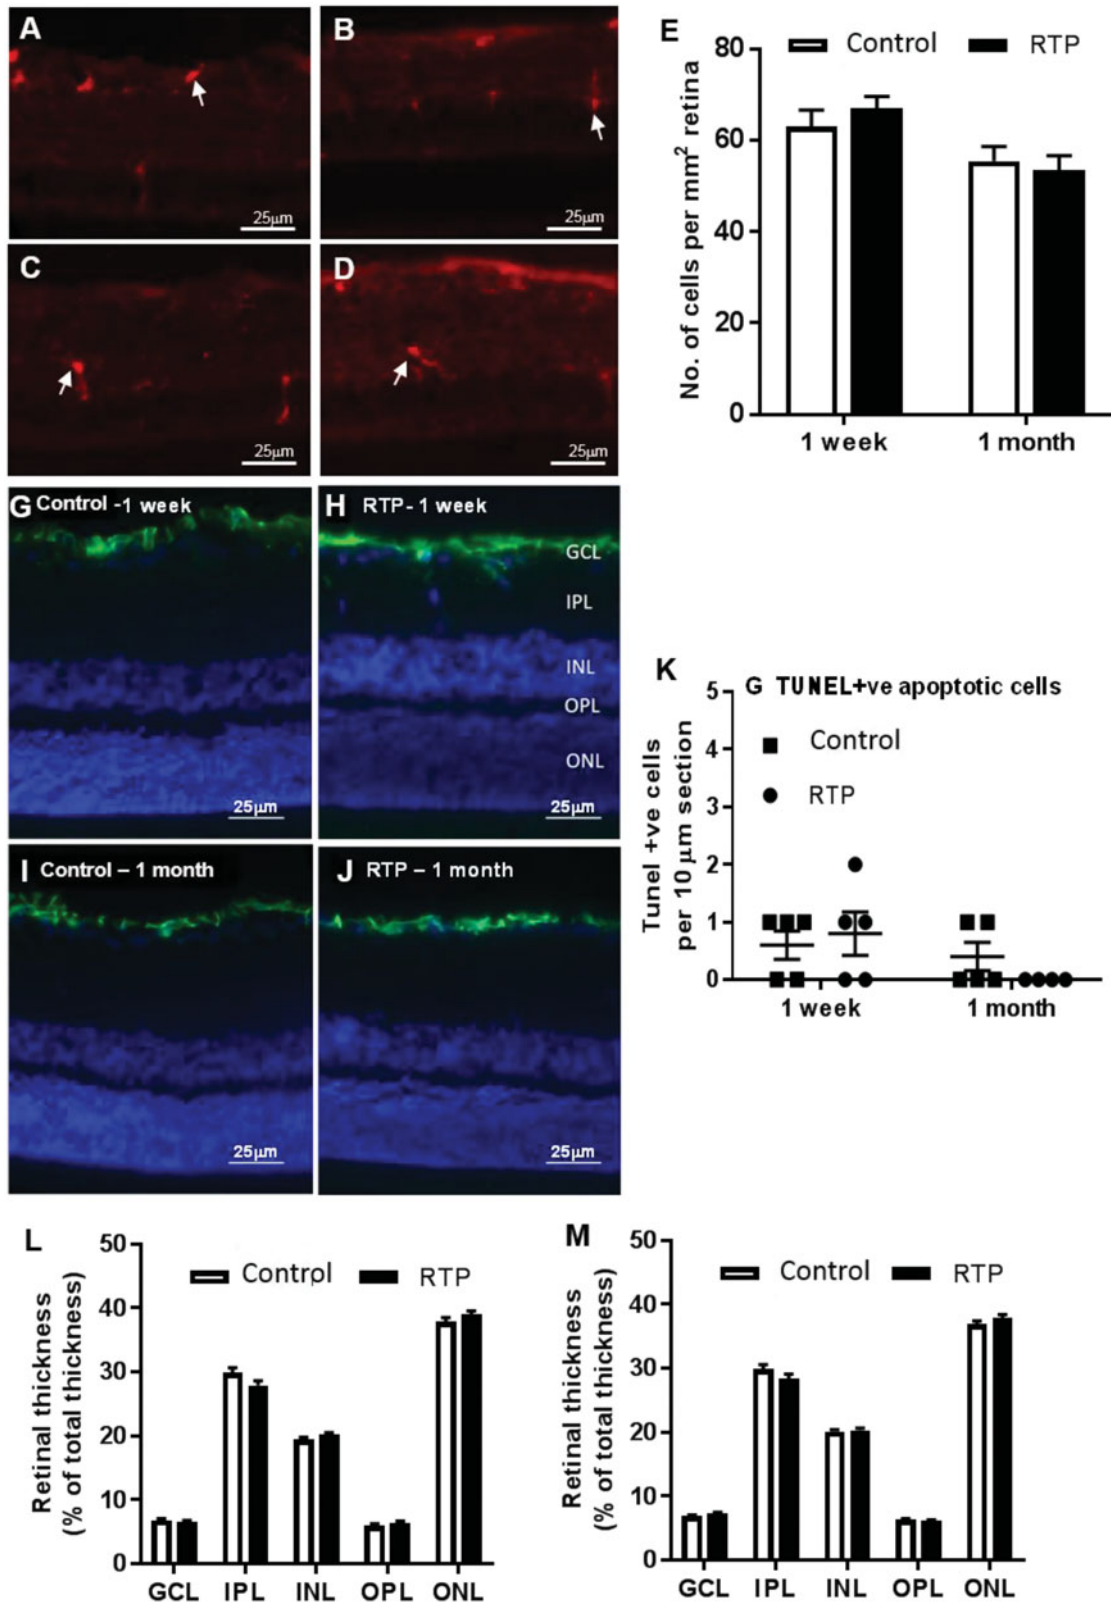 A
25μm
B
25μm
C
25μm
D
25μm
E
Control RTP
No. of cells per mm² retina
80
60
40
20
0
1 week 1 month
G Control -1 week
25μm
H RTP- 1 week
GCL
IPL
INL
OPL
ONL
25μm
I Control – 1 month
25μm
J RTP – 1 month
25μm
K G TUNEL+ve apoptotic cells
Control
RTP
Tunel +ve cells
per 10 μm section
5
4
3
2
1
0
1 week 1 month
L
Contrpl RTP
Retinal thickness
(% of total thickness)
50
40
30
20
10
0
GCL IPL INL OPL ONL
M
Control RTP
Retinal thickness
(% of total thickness)
50
40
30
20
10
0
GCL IPL INL OPL ONL